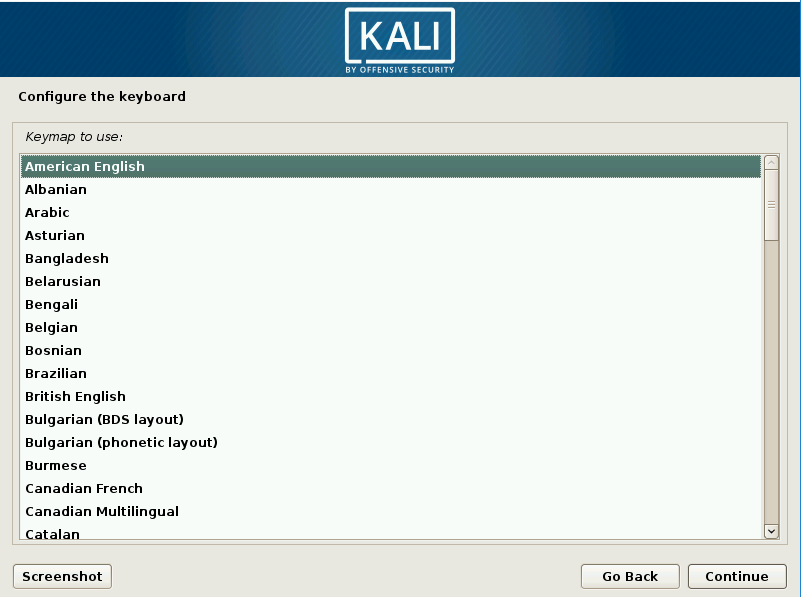 KALI
BY OFFENSIVE SECURITY
Configure the keyboard
Keymap to use:
American English
Albanian
Arabic
Asturian
Bangladesh
Belarusian
Bengali
Belgian
Bosnian
Brazilian
British English
Bulgarian (BDS layout)
Bulgarian (phonetic layout)
Burmese
Canadian French
Canadian Multilingual
Catalan
Screenshot
Go Back
Continue